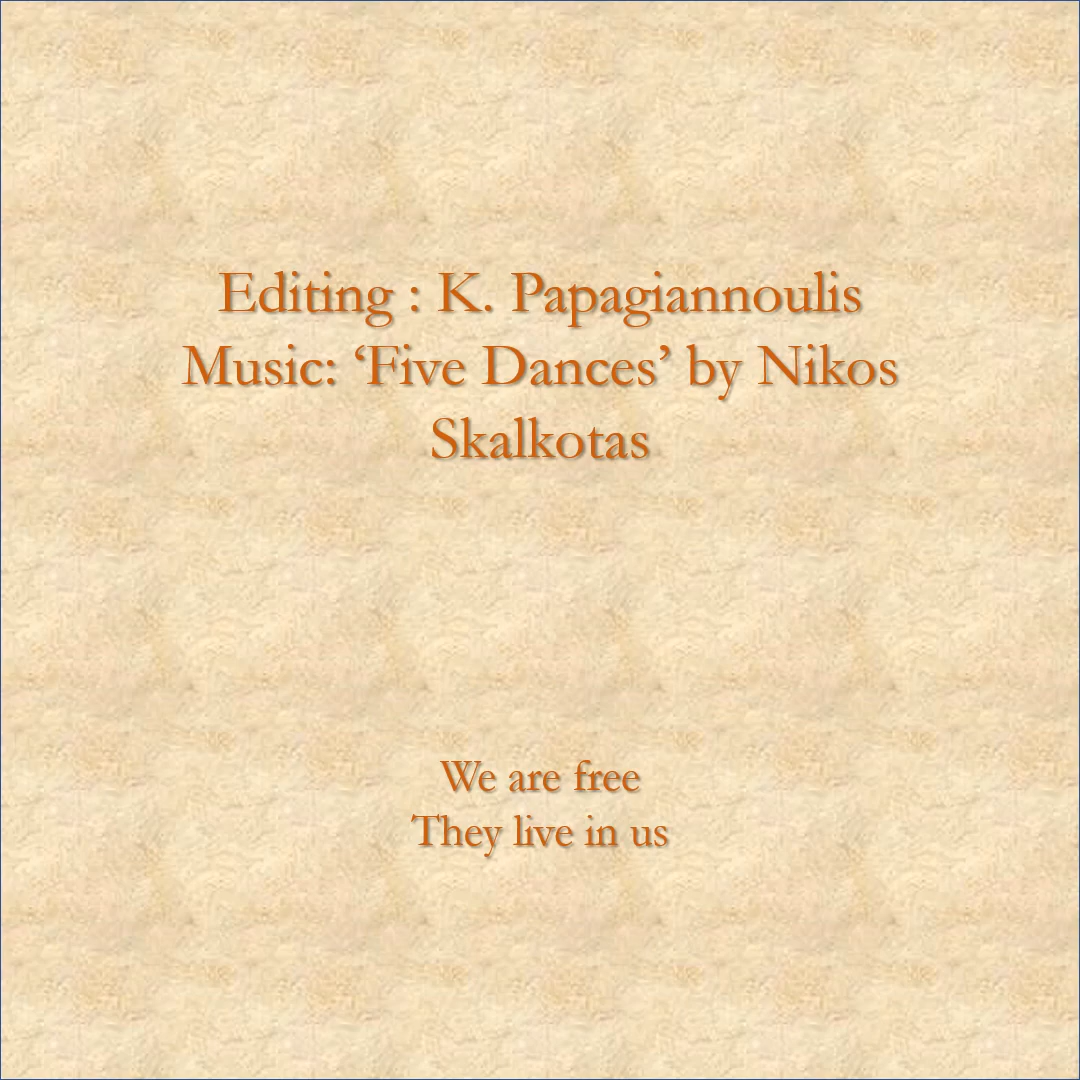 Editing : K. Papagiannoulis
Music: ‘Five Dances’ by Nikos
Skalkotas
We are free
They live in us